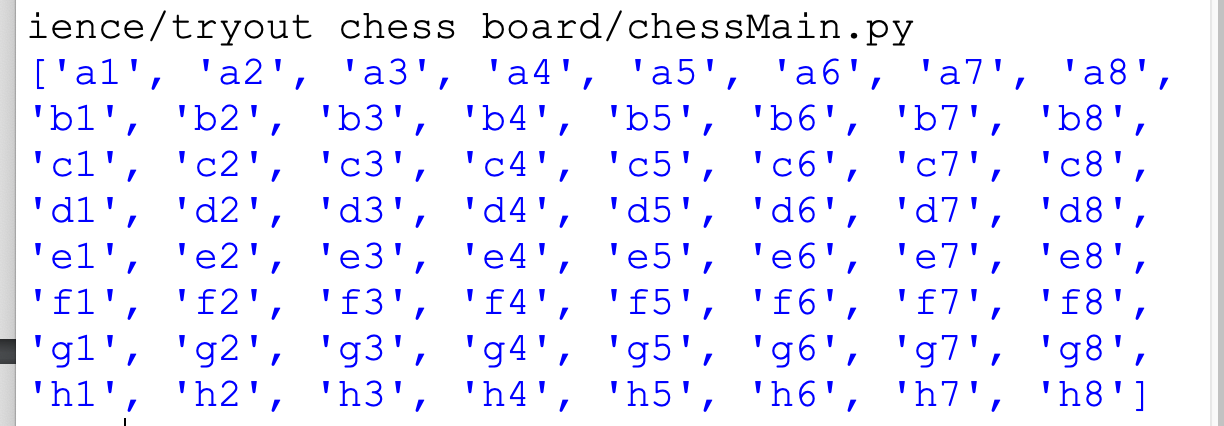 ience/tryout chess board/chessMain.py
['a1', 'a2', 'a3', 'a4', 'a5', 'a6', 'a7', 'a8',
'b1', 'b2', 'b3', 'b4', 'b5', 'b6', 'b7', 'b8',
'c1', 'c2', 'c3', 'c4', 'c5', 'c6', 'c7', 'c8',
'd1', 'd2', 'd3', 'd4', 'd5', 'd6', 'd7', 'd8',
'e1', 'e2', 'e3', 'e4', 'e5', 'e6', 'e7', 'e8',
'f1', 'f2', 'f3', 'f4', 'f5', 'f6', 'f7', 'f8',
'g1', 'g2', 'g3', 'g4', 'g5', 'g6', 'g7', 'g8',
'h1', 'h2', 'h3', 'h4', 'h5', 'h6', 'h7', 'h8']